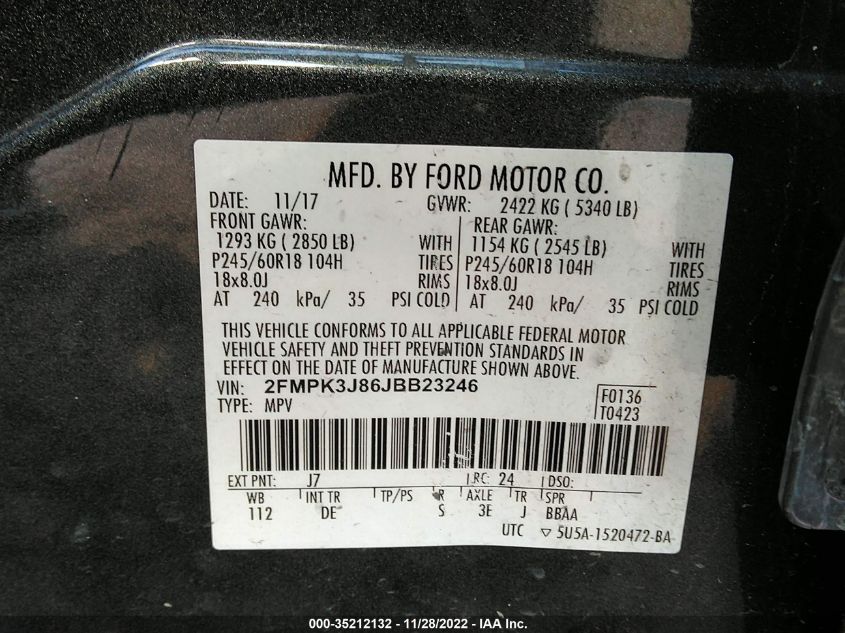 MFD. BY FORD MOTOR CO.
DATE: 11/17 GVWR: 2422 KG ( 5340 LB)
FRONT GAWR: REAR GAWR:
1293 KG ( 2850 LB) WITH 1154 KG ( 2545 LB) WITH
P245/60R18 104H TIRES P245/60R18 104H TIRES
18x8.0J RIMS 18x8.0J RIMS
AT 240 kPa/ 35 PSI COLD AT 240 kPa/ 35 PSI COLD
THIS VEHICLE CONFORMS TO ALL APPLICABLE FEDERAL MOTOR
VEHICLE SAFETY AND THEFT PREVENTION STANDARDS IN
EFFECT ON THE DATE OF MANUFACTURE SHOWN ABOVE.
VIN: 2FMPK3J86JBB23246 F0136
TYPE: MPV T0423
EXT PNT: J7 RC: 24 DSO:
WB INT TR TP/PS R AXLE TR SPR
112 DE S 3E J BBAA
UTC ▽ 5U5A-1520472-BA
000-35212132 - 11/28/2022 - IAA Inc.